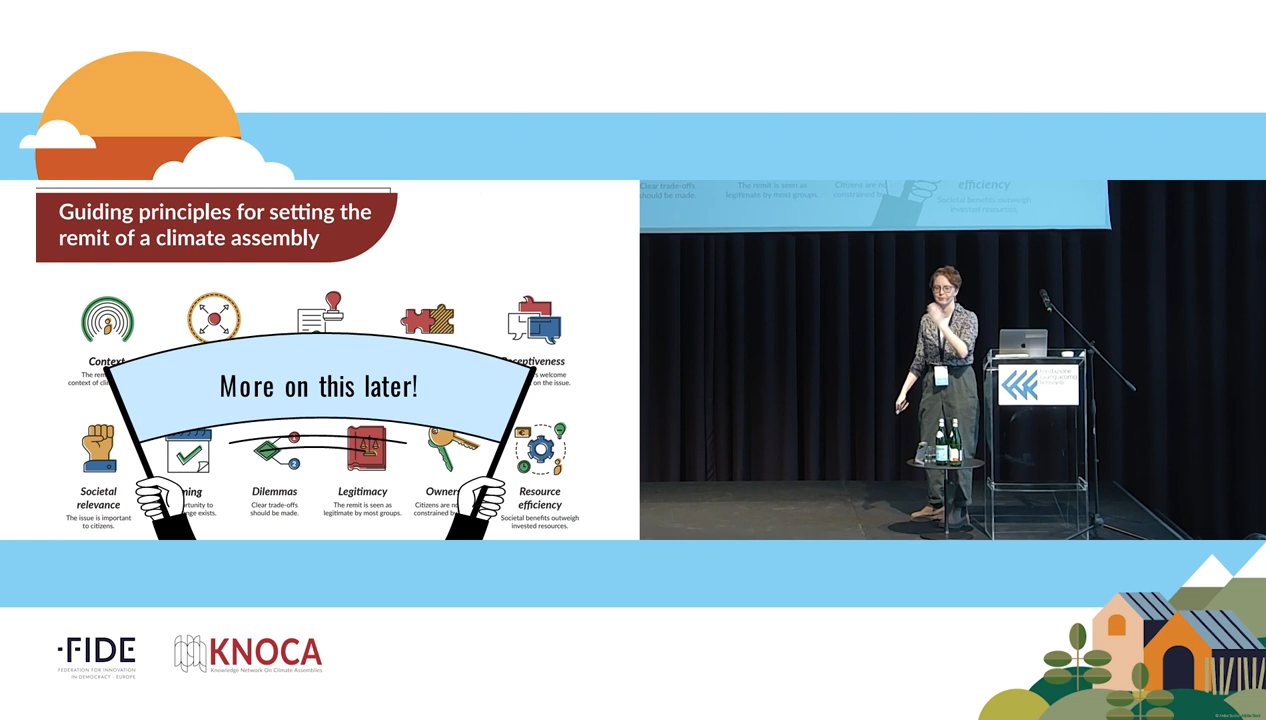 Guiding principles for setting the
remit of a climate assembly
Context
The rem
context of cli
ceptiveness
s welcome
on the issue.
More on this later!
Societal
relevance
The issue is important
to citizens.
ning
ortunity to
nge exists.
Dilemmas
Clear trade-offs
should be made.
Legitimacy
The remit is seen as
legitimate by most groups.
Owners
Citizens are no
constrained by
Resource
efficiency
Societal benefits outweigh
invested resources.
Clear trade-offs
should be made.
The remit is seen as
legitimate by most groups.
Citizens are no
constrained by
efficiency
Societal benefits outweigh
invested resources.
FIDE
FEDERATION FOR INNOVATION
IN DEMOCRACY - EUROPE
KNOCA
Knowledge Network On Climate Assemblies